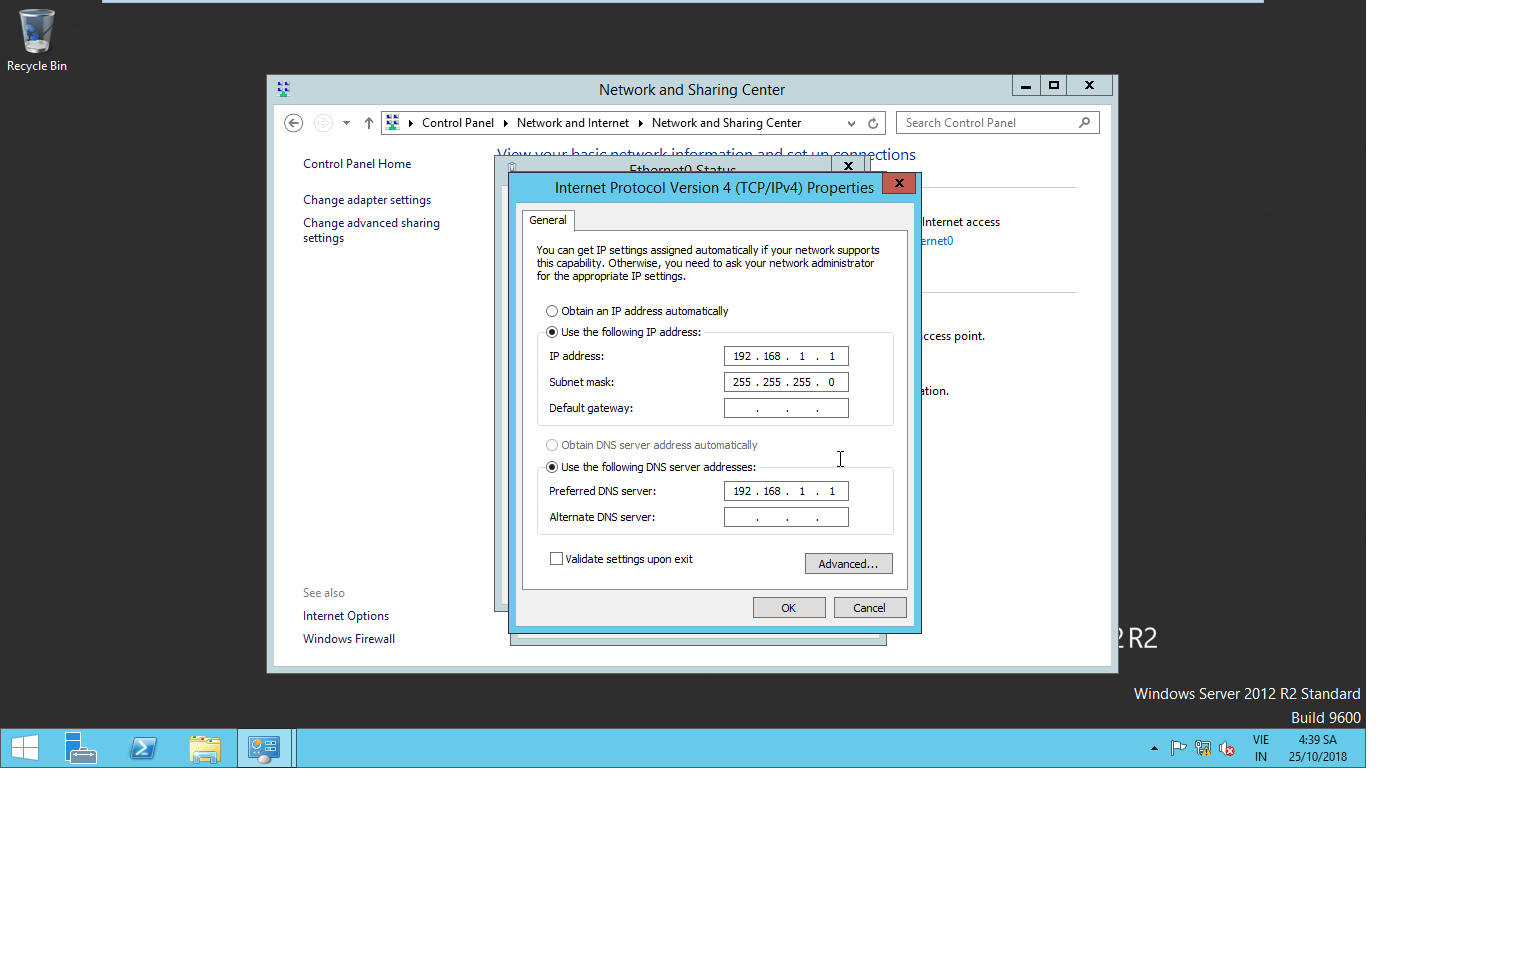 Recycle Bin
Network and Sharing Center
Control Panel
Network and Internet
Network and Sharing Center
Search Control Panel
Control Panel Home
Change adapter settings
Change advanced sharing
settings
View your basic network information and set up connections
Ethernet0 Status
Internet Protocol Version 4 (TCP/IPv4) Properties
General
You can get IP settings assigned automatically if your network supports
this capability. Otherwise, you need to ask your network administrator
for the appropriate IP settings.
Obtain an IP address automatically
Use the following IP address:
IP address: 192 . 168 . 1 . 1
Subnet mask: 255 . 255 . 255 . 0
Default gateway: . . .
Obtain DNS server address automatically
Use the following DNS server addresses:
Preferred DNS server: 192 . 168 . 1 . 1
Alternate DNS server: . . .
Validate settings upon exit
Advanced...
OK
Cancel
Internet access
ernet0
ccess point.
ation.
See also
Internet Options
Windows Firewall
2 R2
Windows Server 2012 R2 Standard
Build 9600
VIE
IN
4:39 SA
25/10/2018